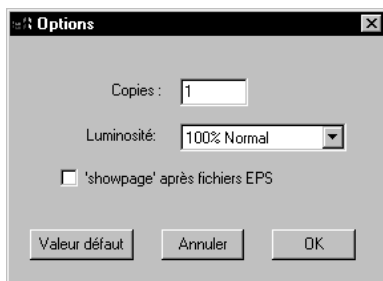 Options
Copies : 1
Luminosité: 100% Normal
'showpage' après fichiers EPS
Valeur défaut Annuler OK